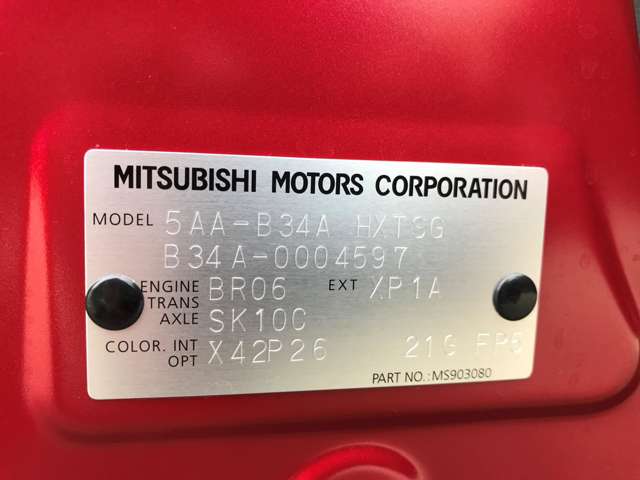 MITSUBISHI MOTORS CORPORATION
MODEL 5AA-B34A HXTSG
B34A-0004597
ENGINE BR06 EXT XP1A
TRANS
AXLE SK10C
COLOR. INT X42P26 21G FP5
OPT
PART NO.:MS903080